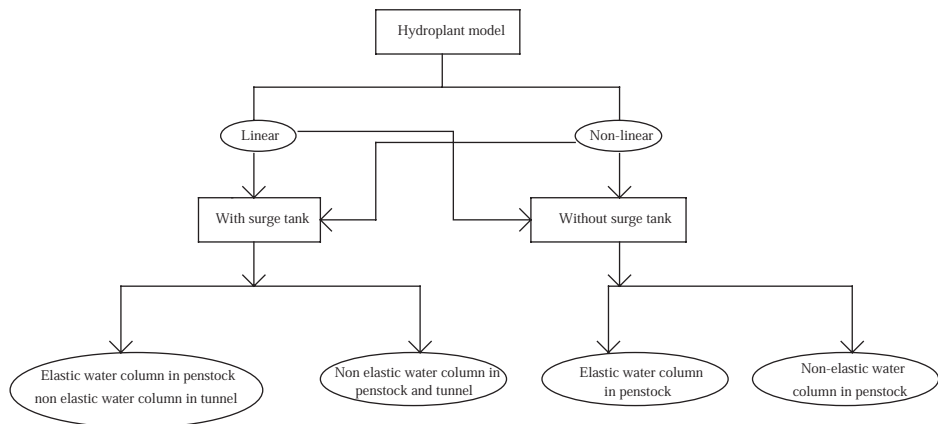 Hydroplant model
Linear
Non-linear
With surge tank
Without surge tank
Elastic water column in penstock
non elastic water column in tunnel
Non elastic water column in
penstock and tunnel
Elastic water column
in penstock
Non-elastic water
column in penstock